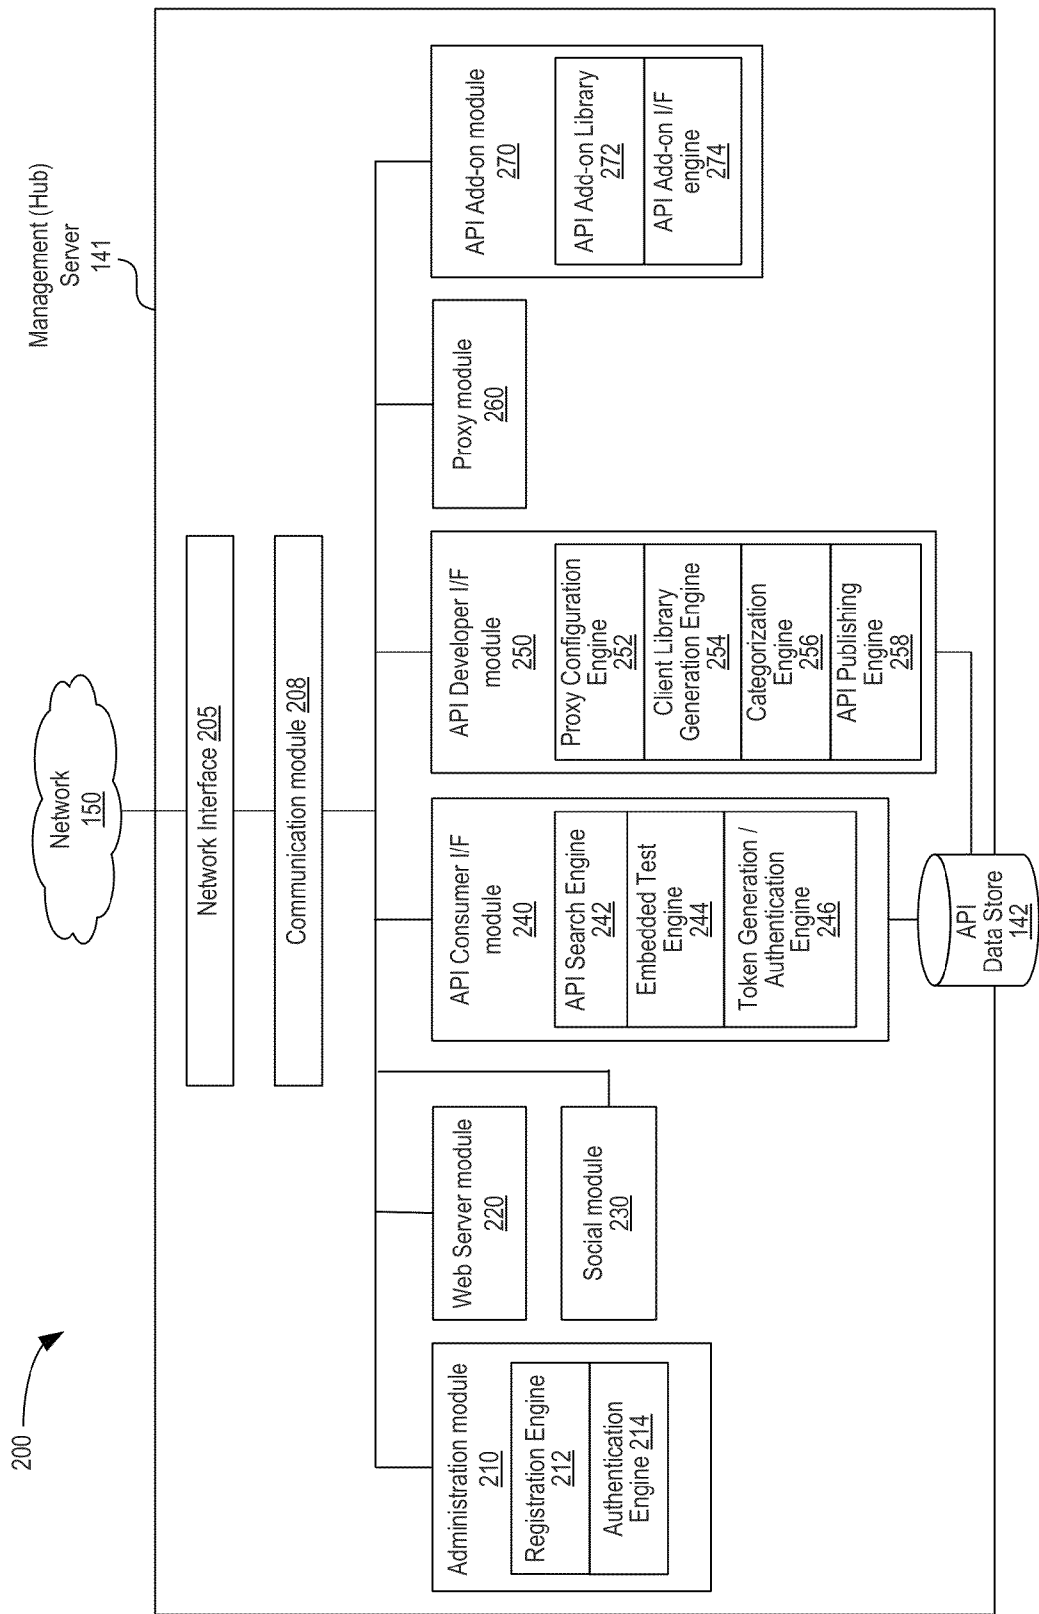 200
Network
150
Management (Hub)
Server
141
Network Interface 205
Communication module 208
Administration module
210
Registration Engine
212
Authentication
Engine 214
Web Server module
220
Social module
230
API Consumer I/F
module
240
API Search Engine
242
Embedded Test
Engine
244
Token Generation /
Authentication
Engine
246
API Developer I/F
module
250
Proxy Configuration
Engine
252
Client Library
Generation Engine
254
Categorization
Engine
256
API Publishing
Engine
258
Proxy module
260
API Add-on module
270
API Add-on Library
272
API Add-on I/F
engine
274
API
Data Store
142